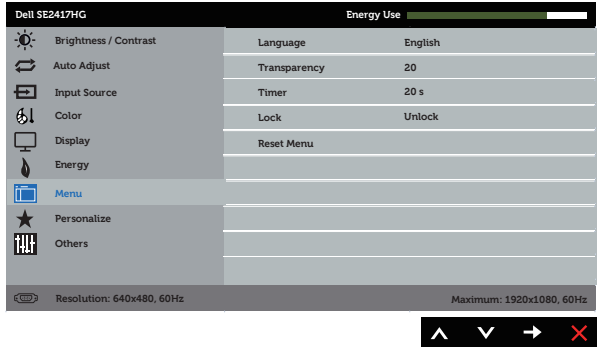 Dell SE2417HG Energy Use
Brightness / Contrast
Auto Adjust
Input Source
Color
Display
Energy
Menu
Personalize
Others
Language English
Transparency 20
Timer 20 s
Lock Unlock
Reset Menu
Resolution: 640x480, 60Hz Maximum: 1920x1080, 60Hz